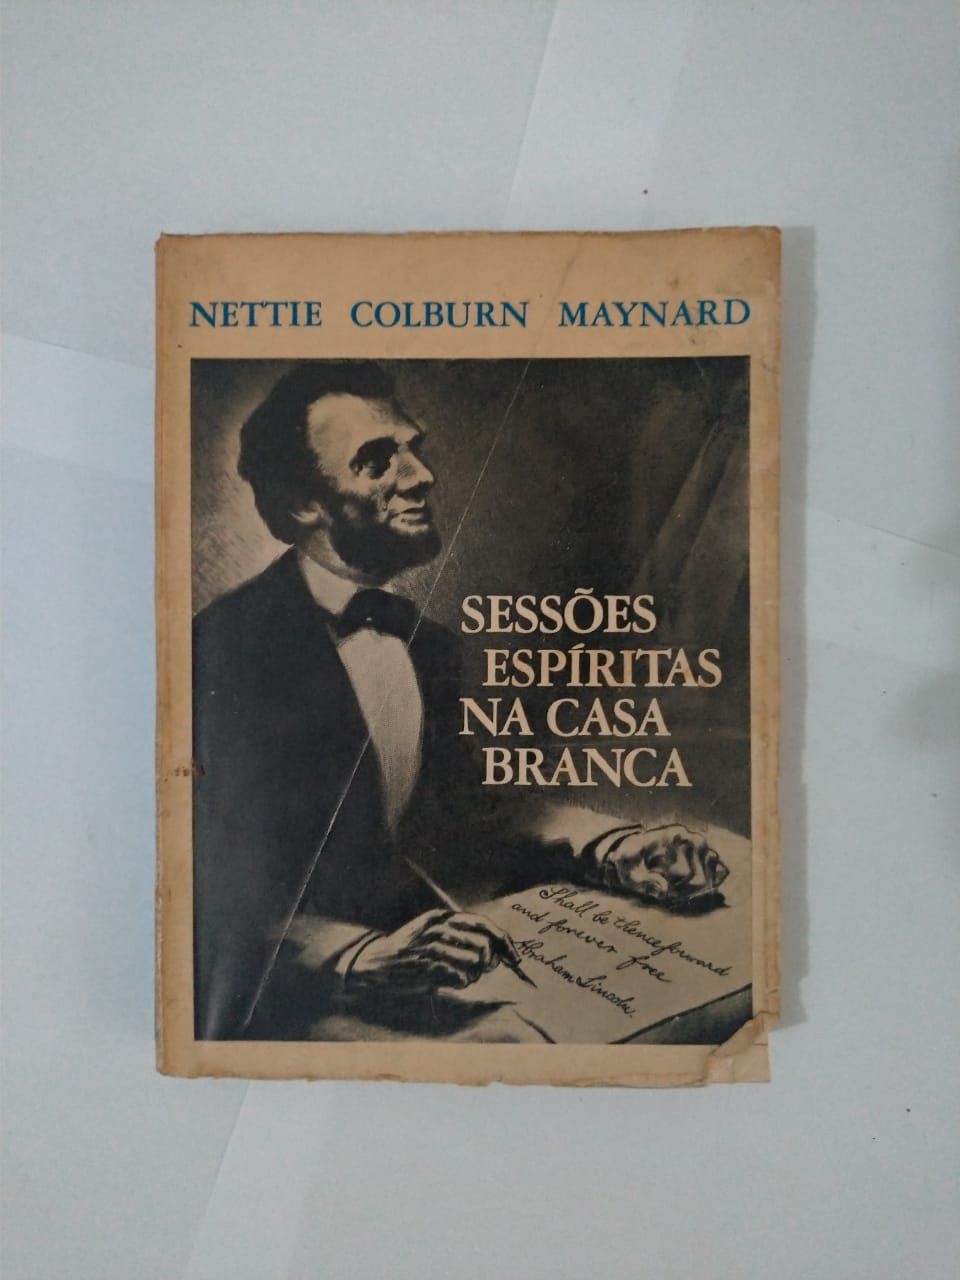 NETTIE COLBURN MAYNARD
SESSÕES
ESPÍRITAS
NA CASA
BRANCA
Shall be thenceforward
and forever free
Abraham Lincoln.